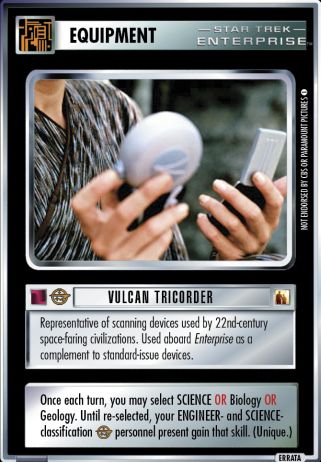 EQUIPMENT
STAR TREK
ENTERPRISE™
NOT ENDORSED BY CBS OR PARAMOUNT PICTURES
VULCAN TRICORDER
Representative of scanning devices used by 22nd-century
space-faring civilizations. Used aboard Enterprise as a
complement to standard-issue devices.
Once each turn, you may select SCIENCE OR Biology OR
Geology. Until re-selected, your ENGINEER- and SCIENCE-
classification personnel present gain that skill. (Unique.)
ERRATA